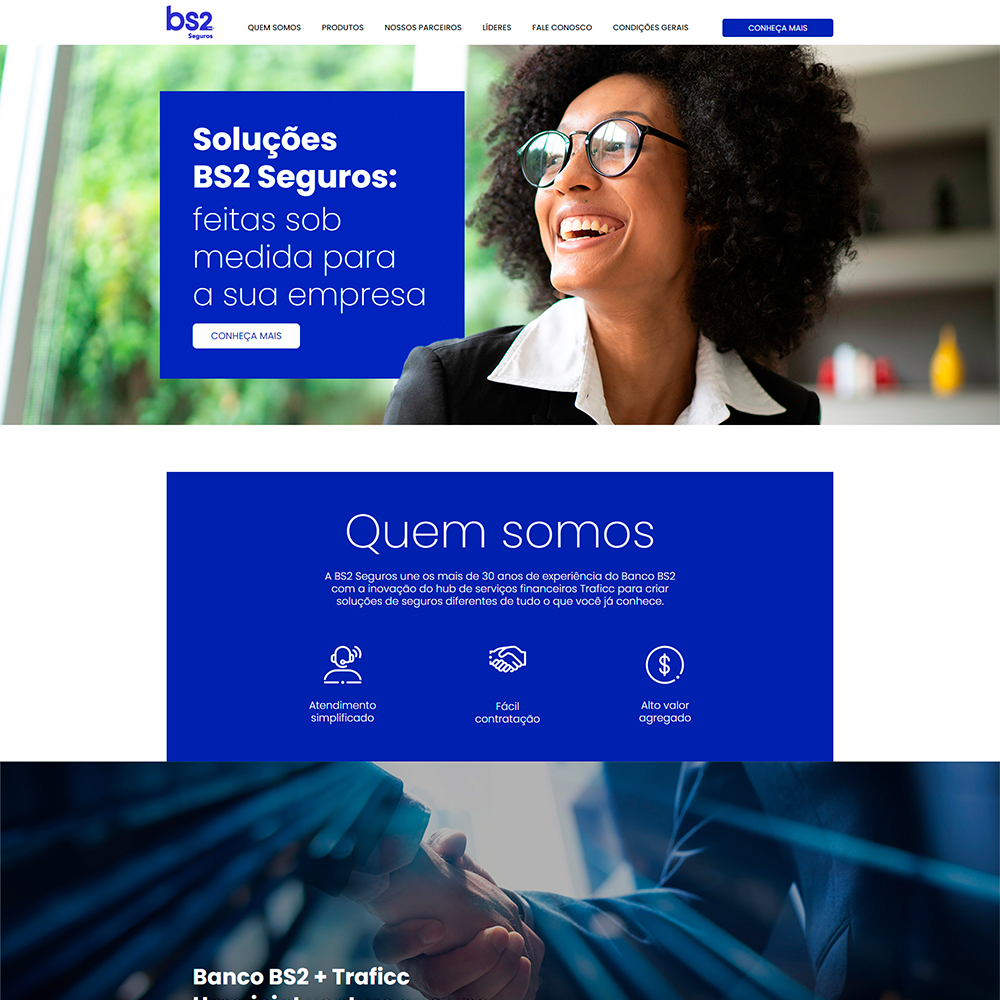 bs2
Seguros
QUEM SOMOS
PRODUTOS
NOSSOS PARCEIROS
LÍDERES
FALE CONOSCO
CONDIÇÕES GERAIS
CONHEÇA MAIS
Soluções
BS2 Seguros:
feitas sob
medida para
a sua empresa
CONHEÇA MAIS
Quem somos
A BS2 Seguros une os mais de 30 anos de experiência do Banco BS2
com a inovação do hub de serviços financeiros Traficc para criar
soluções de seguros diferentes de tudo o que você já conhece.
Atendimento
simplificado
Fácil
contratação
Alto valor
agregado
Banco BS2 + Traficc